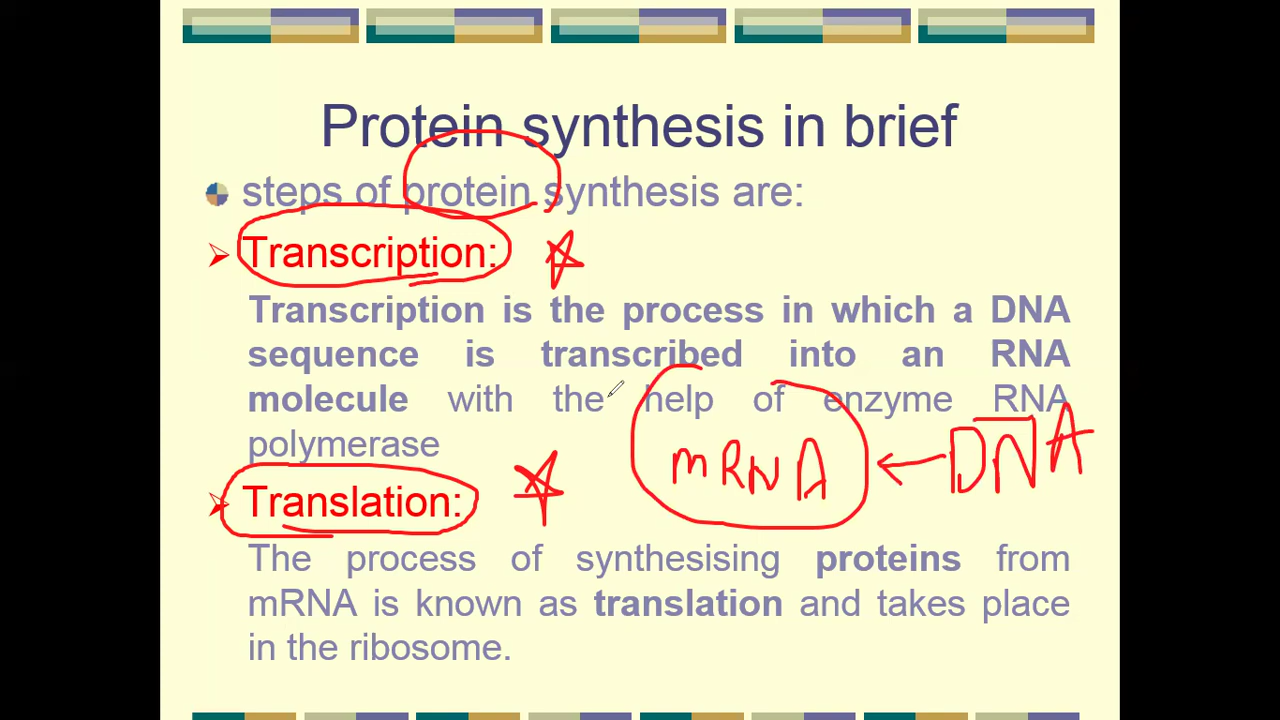 Protein synthesis in brief
steps of protein synthesis are:
Transcription:
Transcription is the process in which a DNA
sequence is transcribed into an RNA
molecule with the help of enzyme RNA
polymerase
mRNA ← DNA
Translation:
The process of synthesising proteins from
mRNA is known as translation and takes place
in the ribosome.